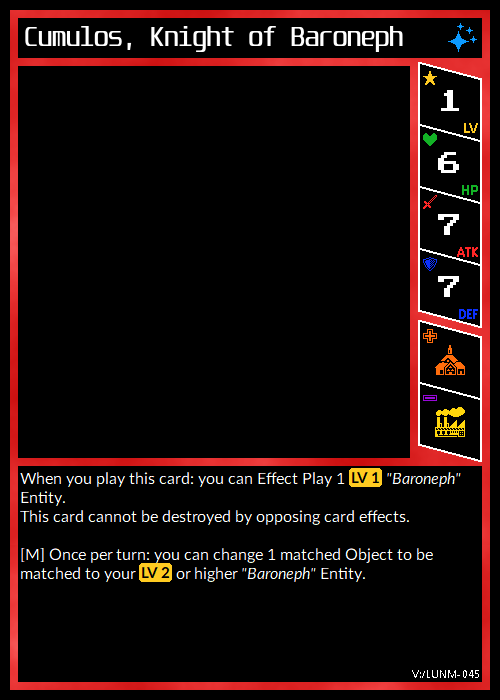 Cumulos, Knight of Baroneph
1
LV
6
HP
7
ATK
7
DEF
When you play this card: you can Effect Play 1 LV 1 "Baroneph"
Entity.
This card cannot be destroyed by opposing card effects.
[M] Once per turn: you can change 1 matched Object to be
matched to your LV 2 or higher "Baroneph" Entity.
V:/LUNM-045